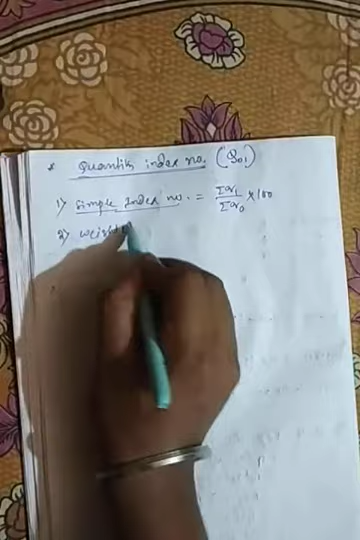 * Quantity index no. (Q01)
1) Simple Index no. = Σq1/Σq0 × 100
2) Weight